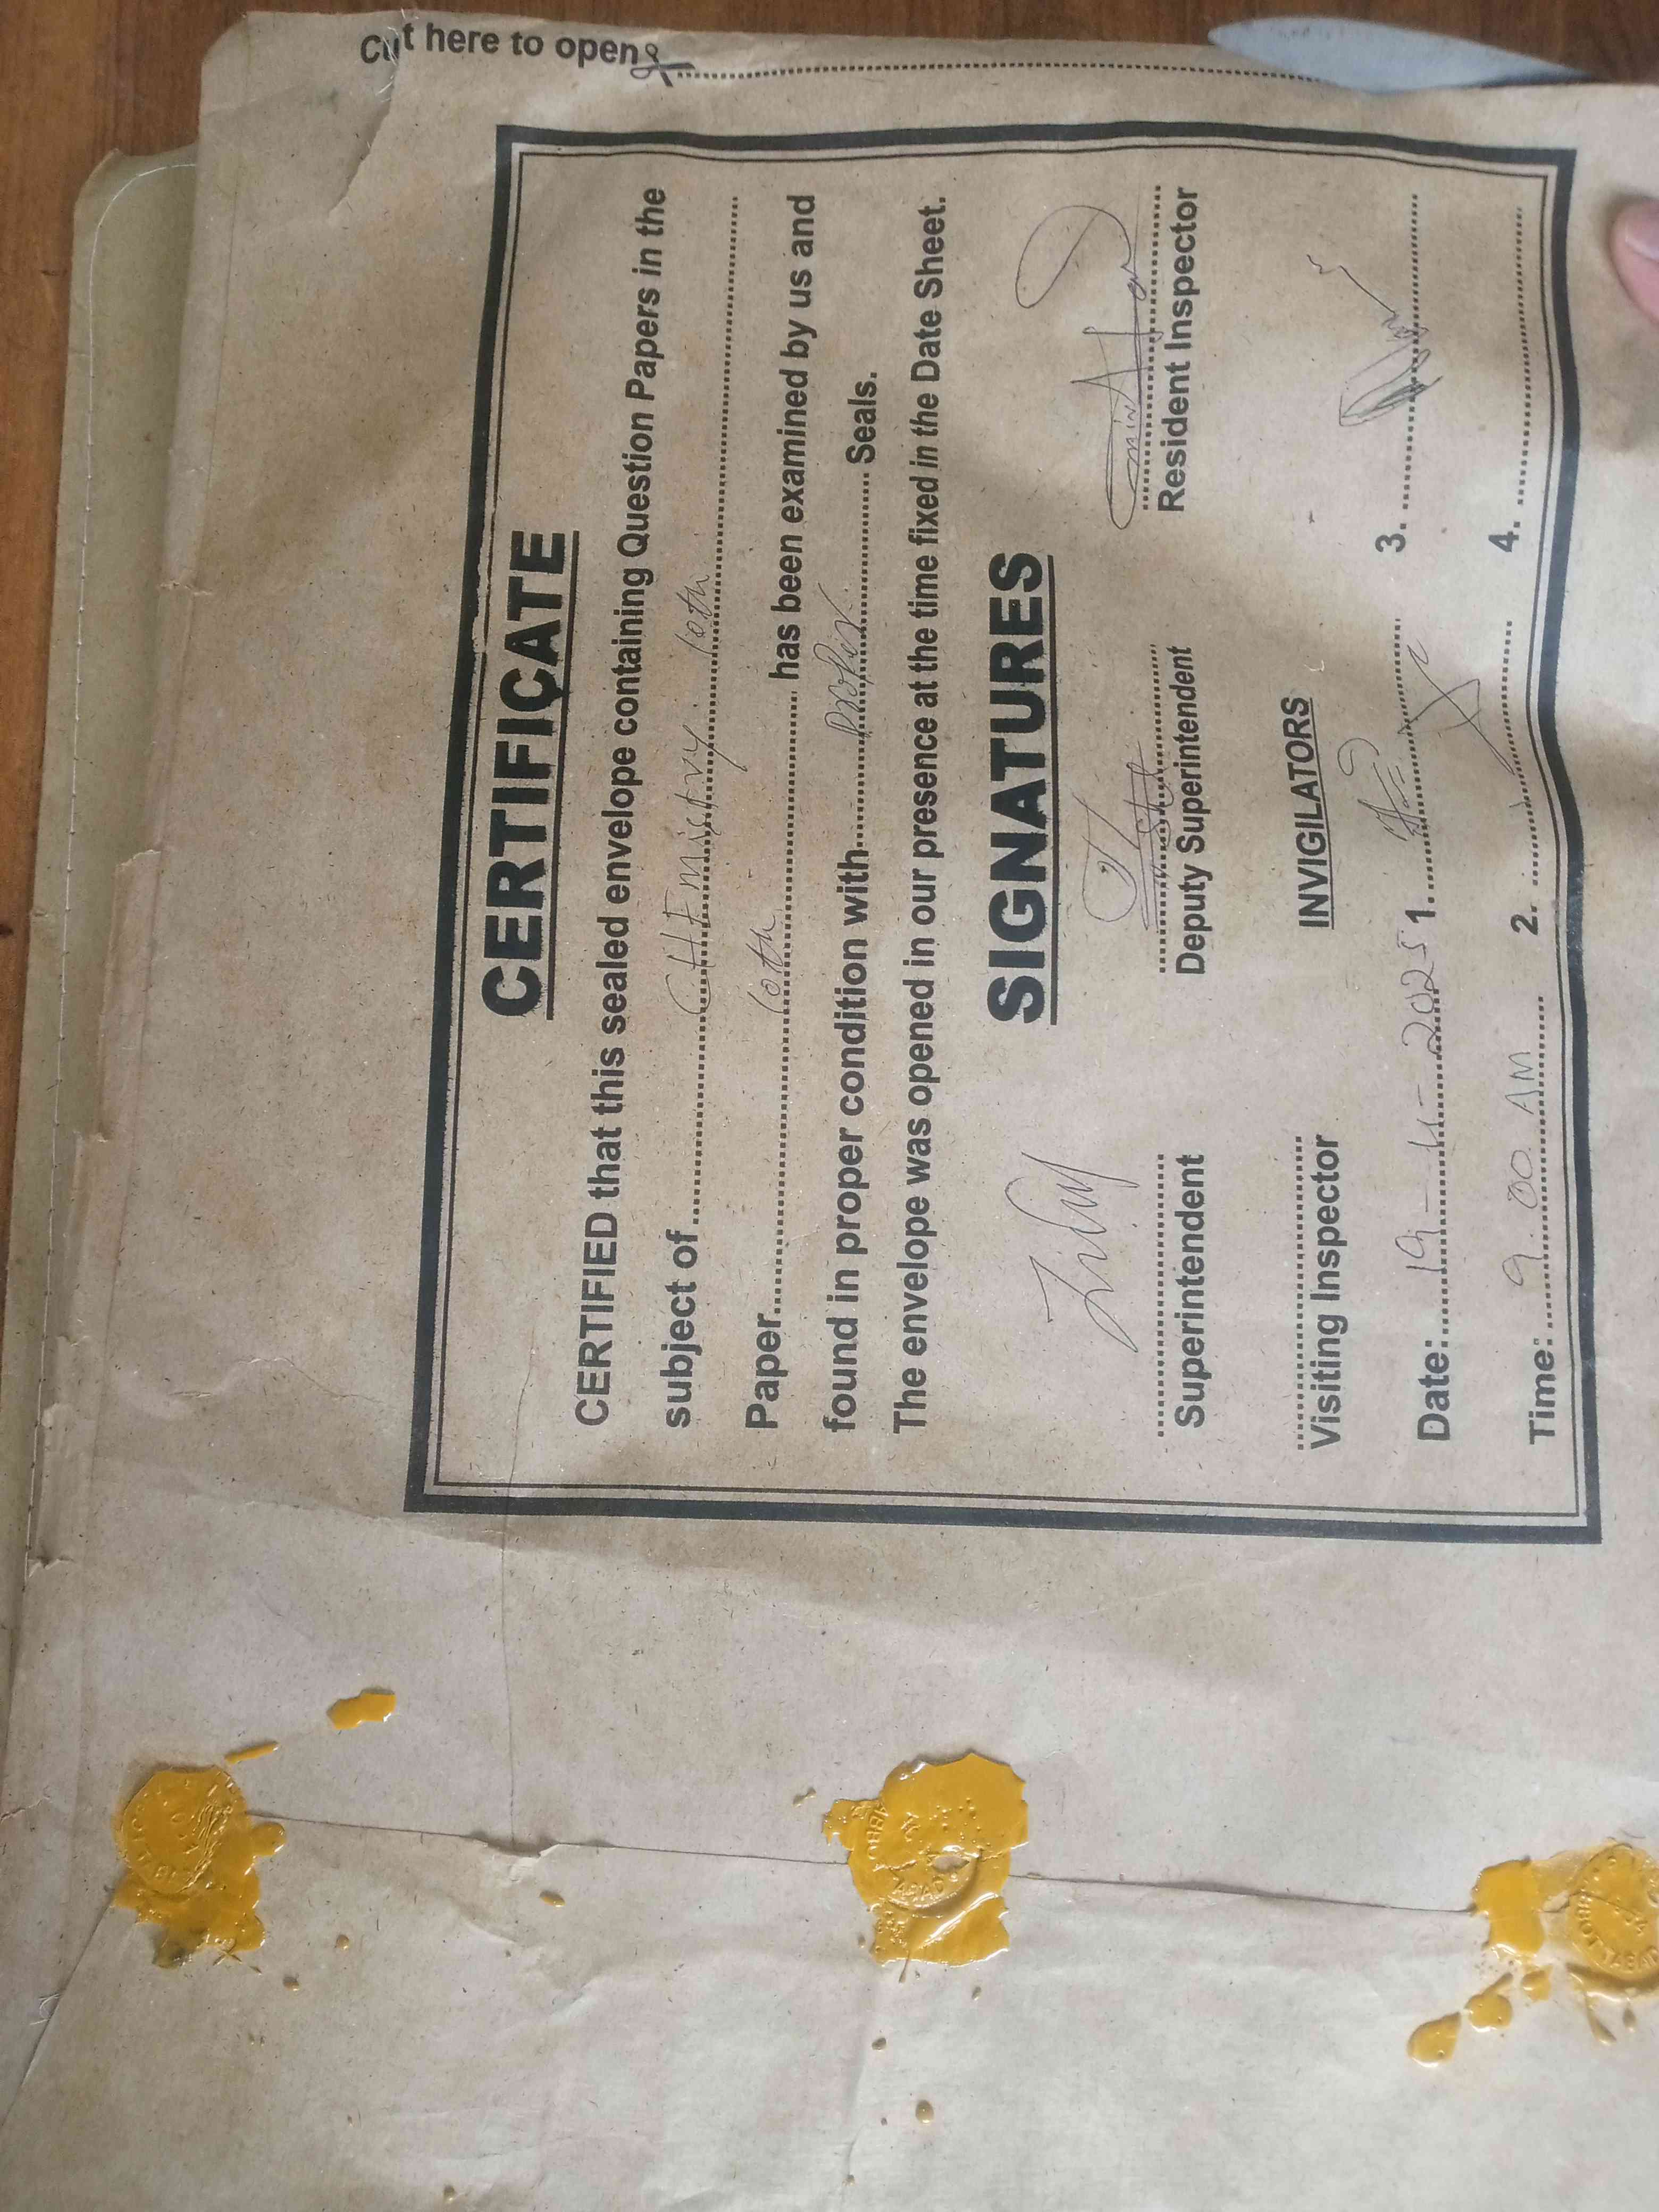 Cut here to open
CERTIFICATE
CERTIFIED that this sealed envelope containing Question Papers in the
subject of CHEmistry 10th
Paper 10th has been examined by us and
found in proper condition with proper Seals.
The envelope was opened in our presence at the time fixed in the Date Sheet.
SIGNATURES
Superintendent Deputy Superintendent Resident Inspector
INVIGILATORS
Visiting Inspector
Date: 19-11-2025 1. 3.
Time: 9.00 AM 2. 4.